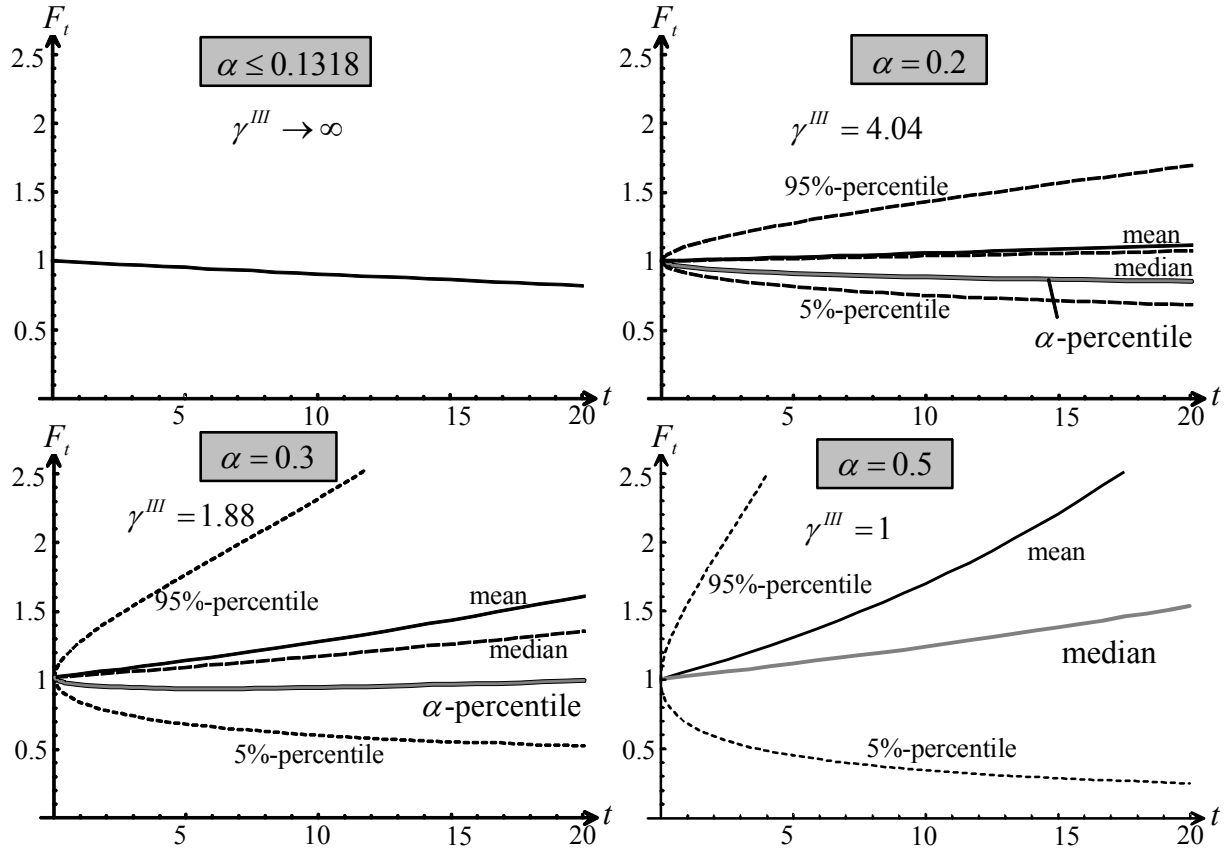 F_t
2.5
2
1.5
1
0.5
α ≤ 0.1318
γ^III → ∞
5
10
15
20
t
F_t
2.5
2
1.5
1
0.5
α = 0.2
γ^III = 4.04
95%-percentile
mean
median
5%-percentile
α-percentile
5
10
15
20
t
F_t
2.5
2
1.5
1
0.5
α = 0.3
γ^III = 1.88
95%-percentile
mean
median
α-percentile
5%-percentile
5
10
15
20
t
F_t
2.5
2
1.5
1
0.5
α = 0.5
γ^III = 1
mean
95%-percentile
median
5%-percentile
5
10
15
20
t